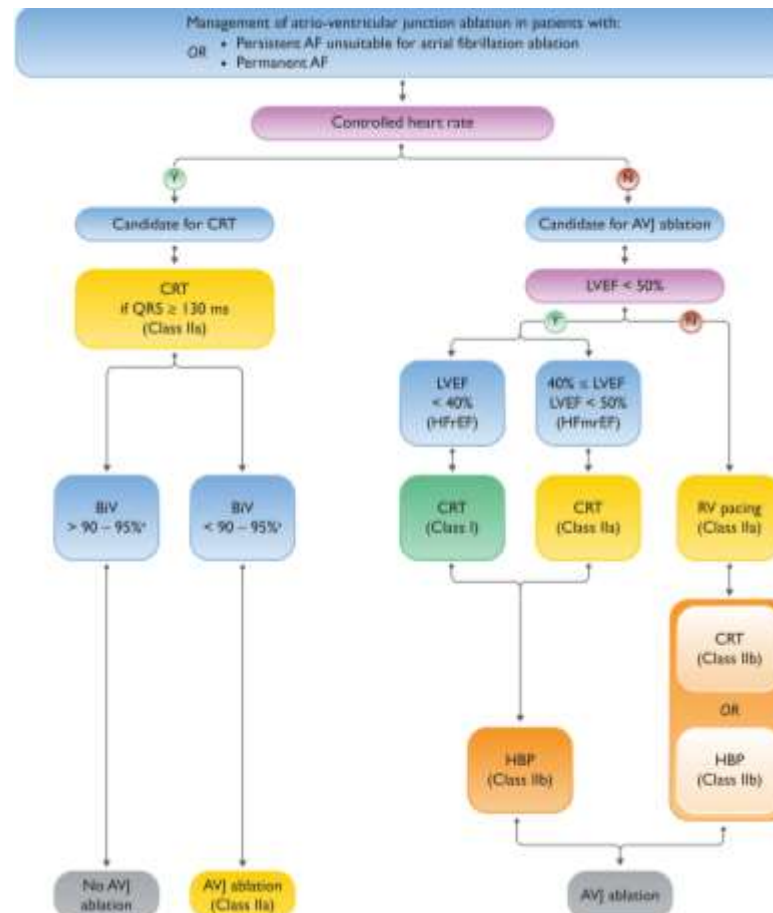 Management of atrio-ventricular junction ablation in patients with:
OR
• Persistent AF unsuitable for atrial fibrillation ablation
• Permanent AF
Controlled heart rate
Y
N
Candidate for CRT
Candidate for AVJ ablation
CRT
if QRS ≥ 130 ms
(Class IIa)
LVEF < 50%
Y
N
LVEF
< 40%
(HFrEF)
40% ≤ LVEF
LVEF < 50%
(HFmrEF)
BiV
> 90 – 95%ᵃ
BiV
< 90 – 95%ᵃ
CRT
(Class I)
CRT
(Class IIa)
RV pacing
(Class IIa)
CRT
(Class IIb)
OR
HBP
(Class IIb)
HBP
(Class IIb)
No AVJ
ablation
AVJ ablation
(Class IIa)
AVJ ablation